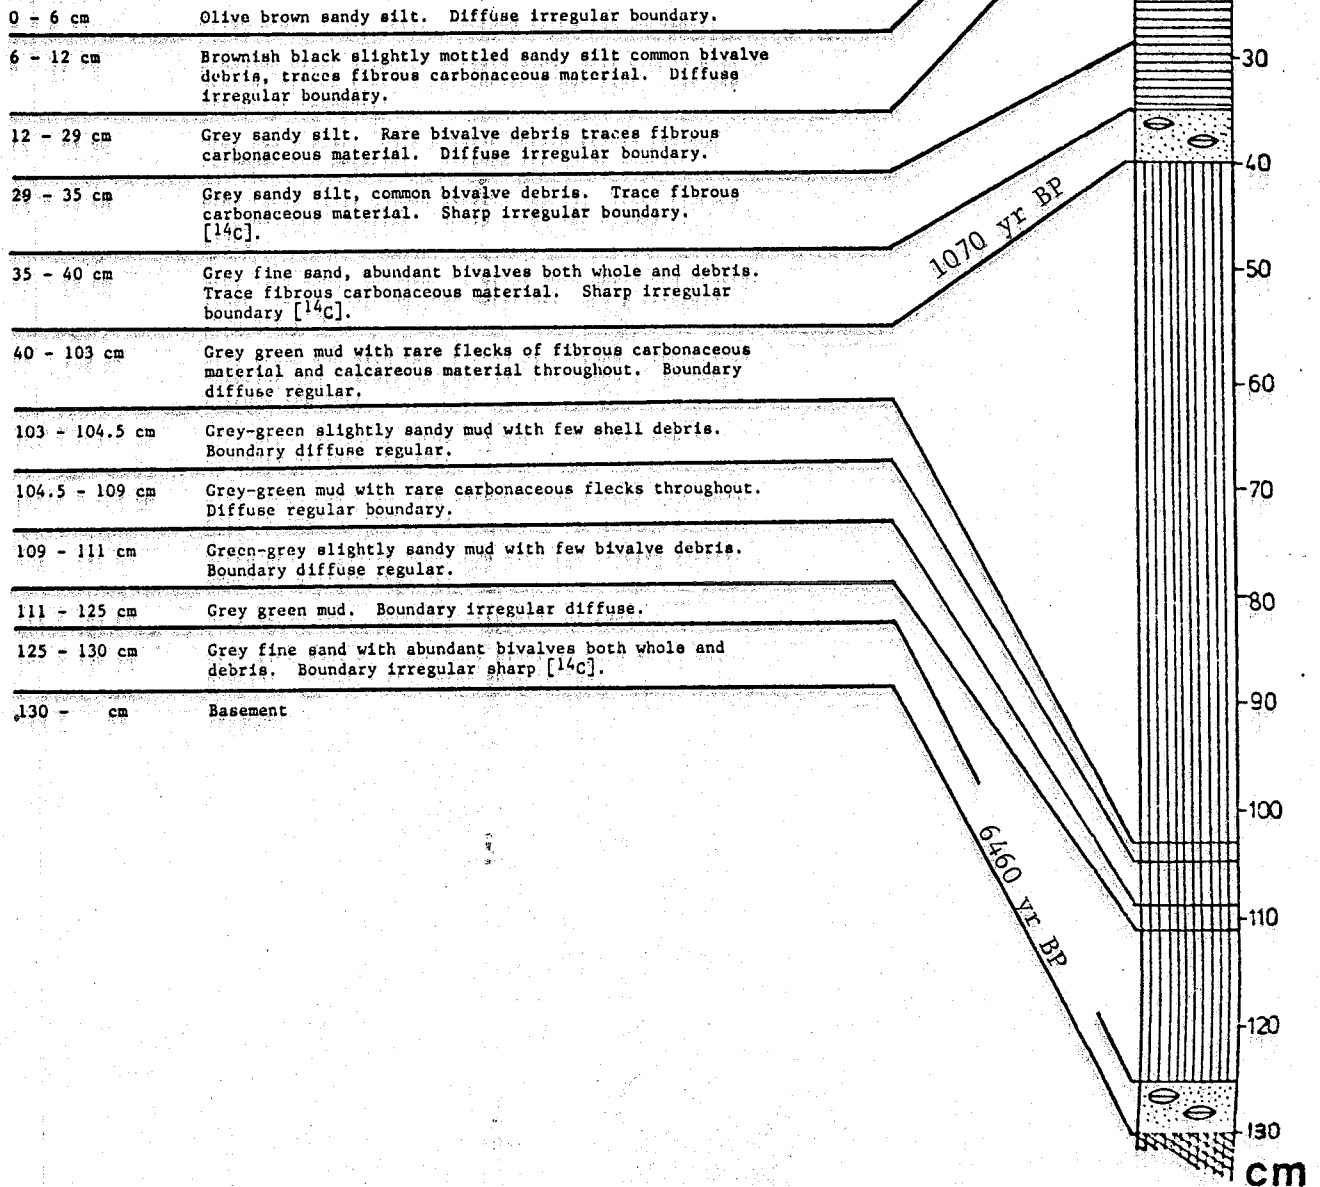 0 - 6 cm Olive brown sandy silt. Diffuse irregular boundary.
6 - 12 cm Brownish black slightly mottled sandy silt common bivalve
debris, traces fibrous carbonaceous material. Diffuse
irregular boundary.
12 - 29 cm Grey sandy silt. Rare bivalve debris traces fibrous
carbonaceous material. Diffuse irregular boundary.
29 - 35 cm Grey sandy silt, common bivalve debris. Trace fibrous
carbonaceous material. Sharp irregular boundary.
[14C].
35 - 40 cm Grey fine sand, abundant bivalves both whole and debris.
Trace fibrous carbonaceous material. Sharp irregular
boundary [14C].
40 - 103 cm Grey green mud with rare flecks of fibrous carbonaceous
material and calcareous material throughout. Boundary
diffuse regular.
103 - 104.5 cm Grey-green slightly sandy mud with few shell debris.
Boundary diffuse regular.
104.5 - 109 cm Grey-green mud with rare carbonaceous flecks throughout.
Diffuse regular boundary.
109 - 111 cm Green-grey slightly sandy mud with few bivalve debris.
Boundary diffuse regular.
111 - 125 cm Grey green mud. Boundary irregular diffuse.
125 - 130 cm Grey fine sand with abundant bivalves both whole and
debris. Boundary irregular sharp [14C].
130 - cm Basement
1070 yr BP
6460 yr BP
30
40
50
60
70
80
90
100
110
120
130
cm